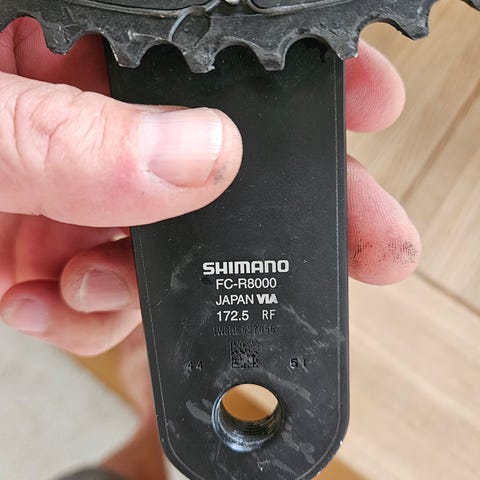 SHIMANO
FC-R8000
JAPAN VIA
172.5 RF
44 51